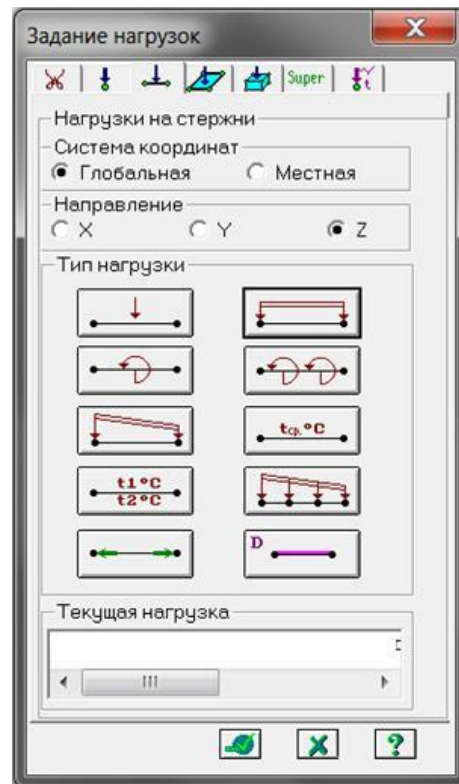 Задание нагрузок
Super t
Нагрузки на стержни
Система координат
Глобальная Местная
Направление
X Y Z
Тип нагрузки
tср.°C
t1°C
t2°C
D
Текущая нагрузка